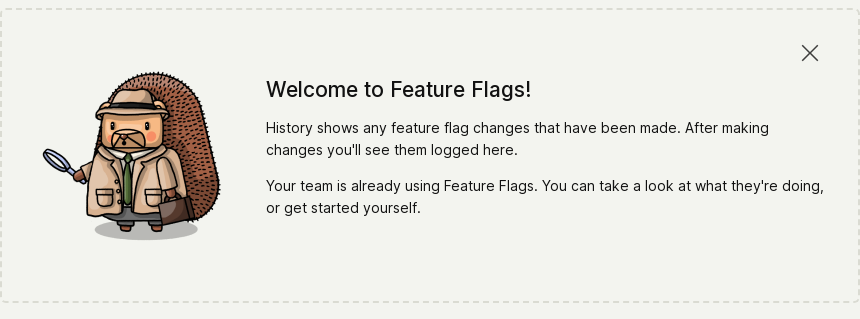 Welcome to Feature Flags!
History shows any feature flag changes that have been made. After making
changes you'll see them logged here.
Your team is already using Feature Flags. You can take a look at what they're doing,
or get started yourself.